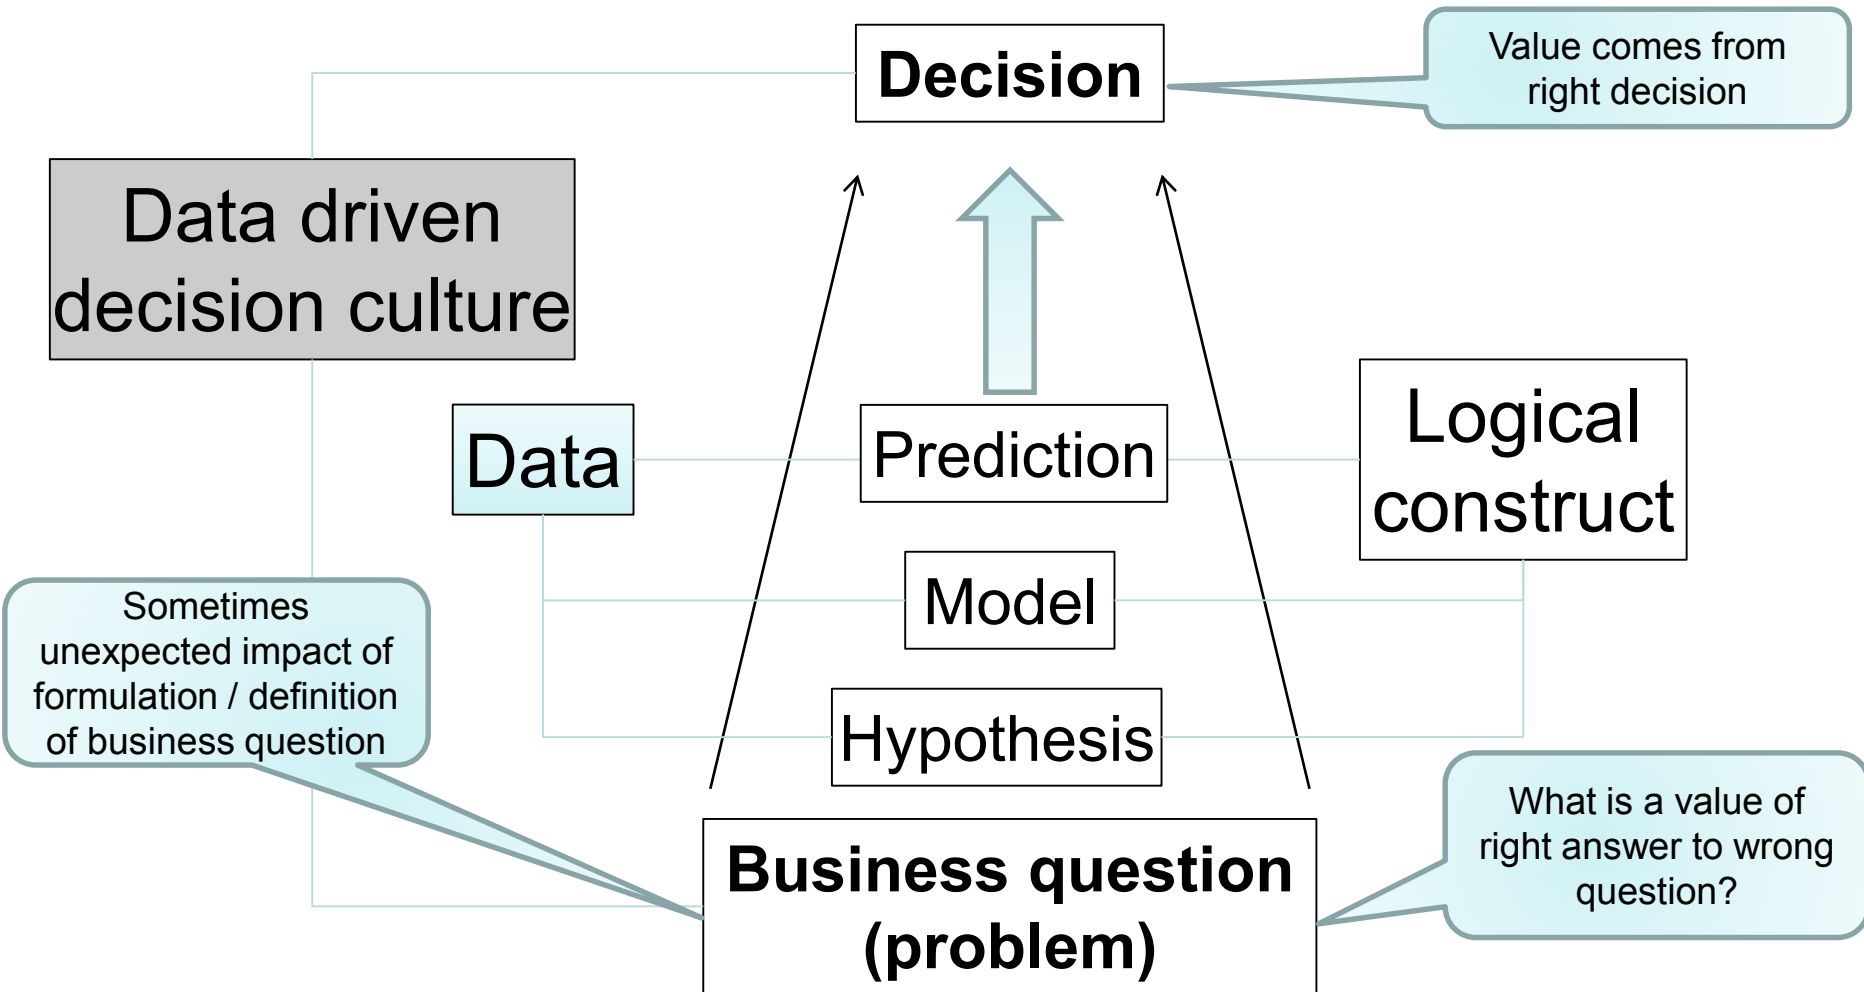 Decision
Value comes from
right decision
Data driven
decision culture
Data
Prediction
Logical
construct
Model
Sometimes
unexpected impact of
formulation / definition
of business question
Hypothesis
What is a value of
right answer to wrong
question?
Business question
(problem)